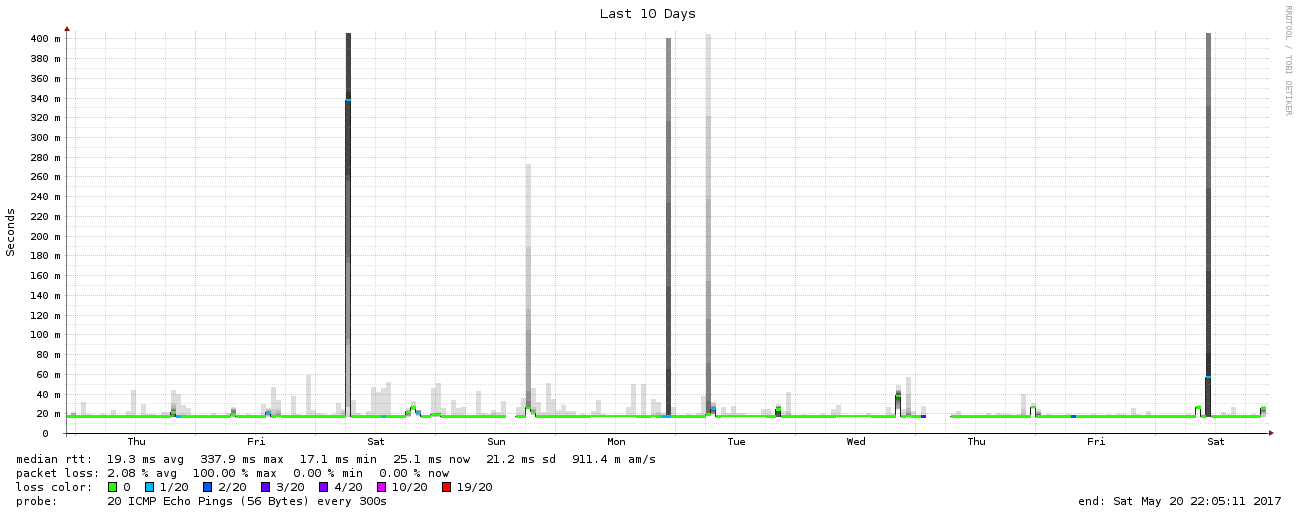 Last 10 Days
RRDTOOL / TOBI OETIKER
Seconds
400 m
380 m
360 m
340 m
320 m
300 m
280 m
260 m
240 m
220 m
200 m
180 m
160 m
140 m
120 m
100 m
80 m
60 m
40 m
20 m
0
Thu Fri Sat Sun Mon Tue Wed Thu Fri Sat
median rtt: 19.3 ms avg 337.9 ms max 17.1 ms min 25.1 ms now 21.2 ms sd 911.4 m am/s
packet loss: 2.08 % avg 100.00 % max 0.00 % min 0.00 % now
loss color: 0 1/20 2/20 3/20 4/20 10/20 19/20
probe: 20 ICMP Echo Pings (56 Bytes) every 300s end: Sat May 20 22:05:11 2017